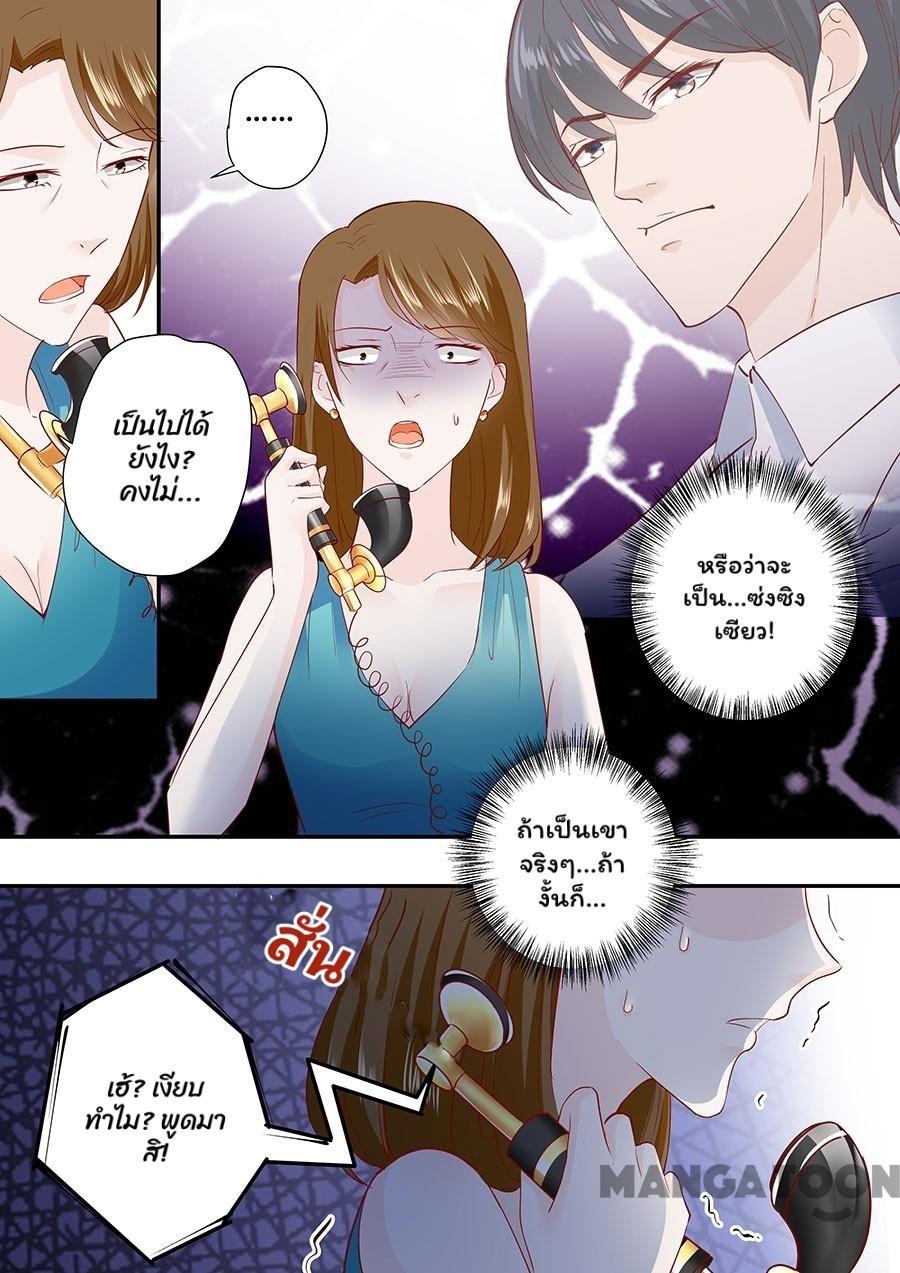 ......
เป็นไปได้
ยังไง?
คงไม่...
หรือว่าจะ
เป็น...ซ่งซิง
เซียว!
ถ้าเป็นเขา
จริงๆ...ถ้า
งั้นก็...
สั่น
เฮ้? เงียบ
ทำไม? พูดมา
สิ!
MANGATOON